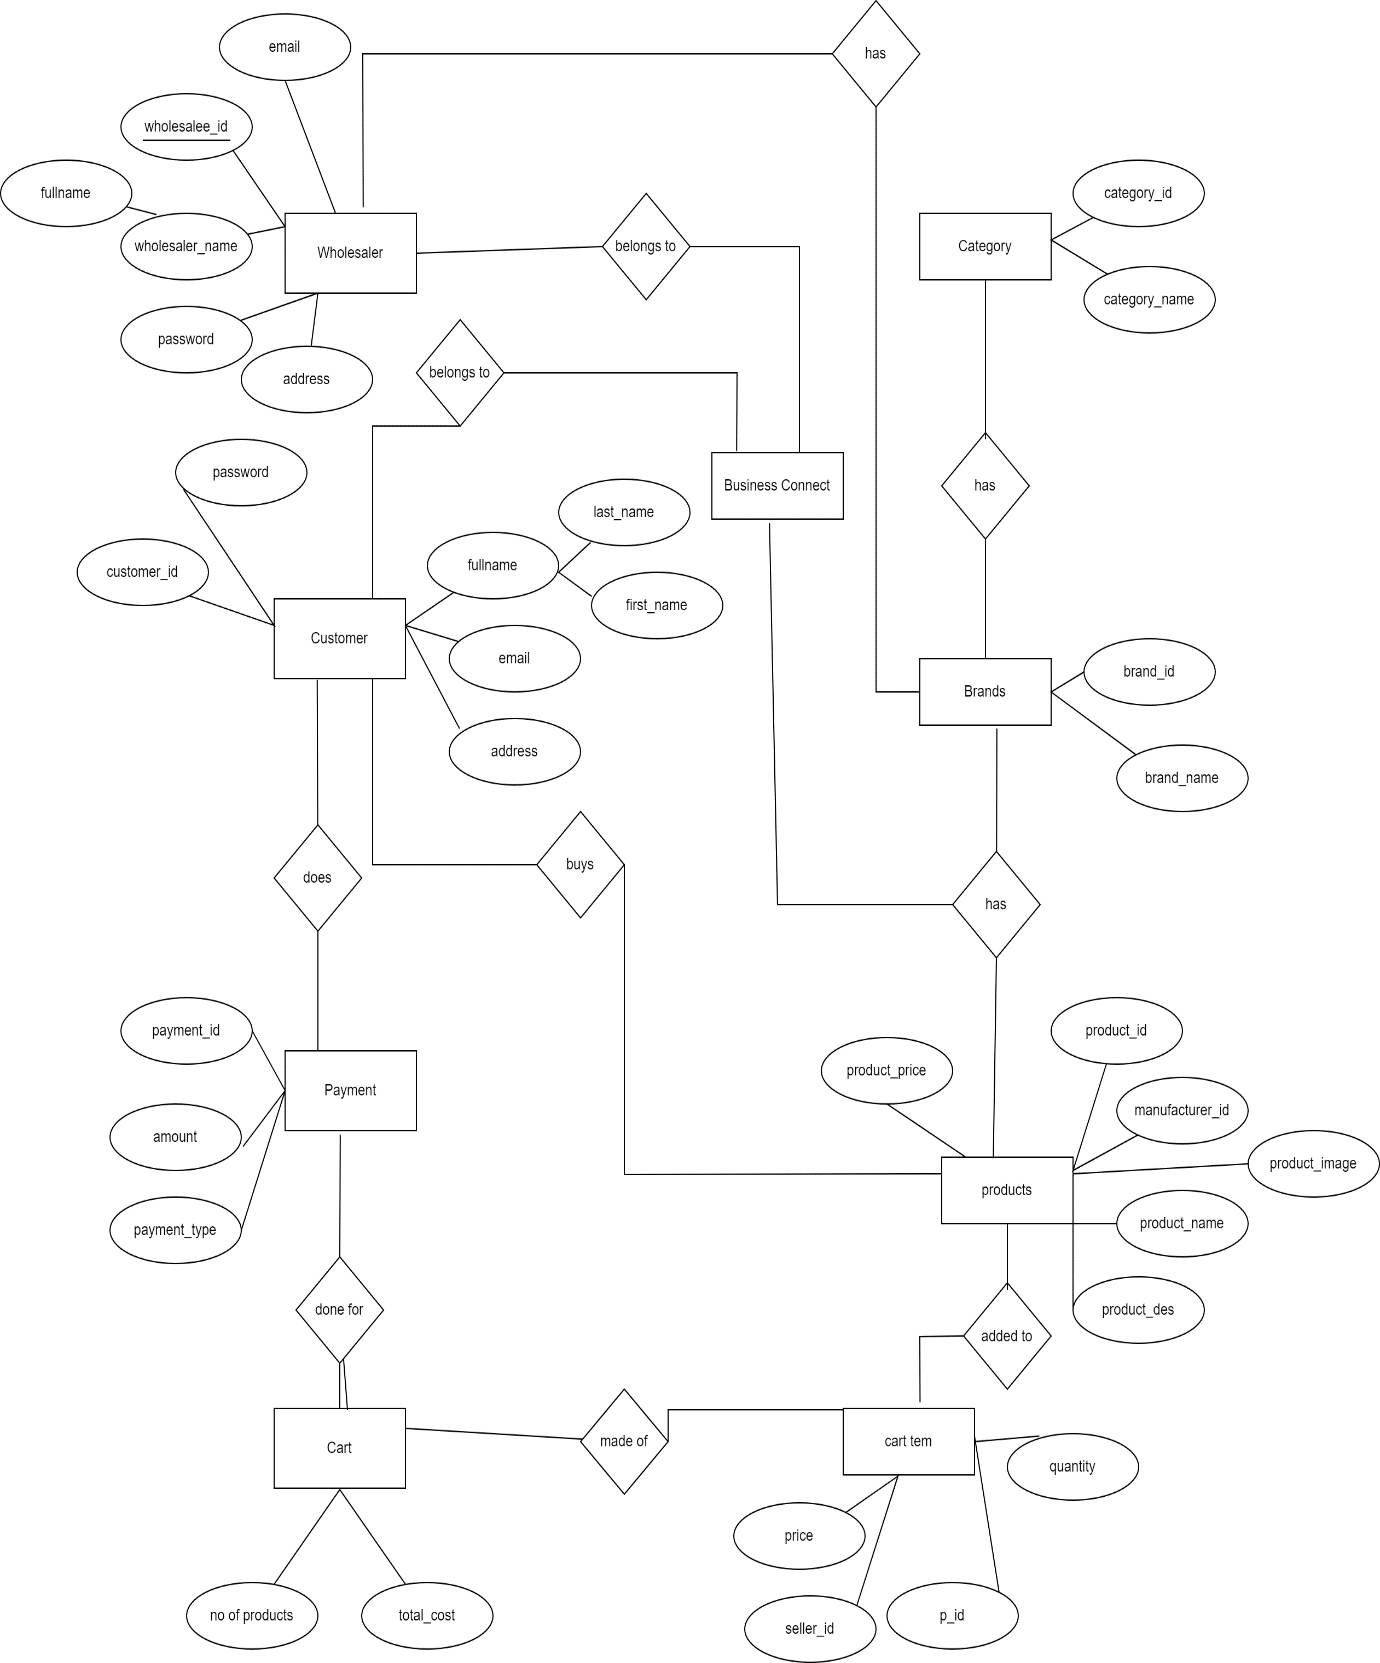 email
has
wholesalee_id
fullname
category_id
wholesaler_name
Wholesaler
belongs to
Category
category_name
password
address
belongs to
password
Business Connect
has
last_name
fullname
customer_id
first_name
Customer
email
brand_id
Brands
address
brand_name
buys
does
has
payment_id
product_id
product_price
Payment
manufacturer_id
amount
product_image
products
payment_type
product_name
done for
product_des
added to
Cart
made of
cart tem
quantity
price
no of products
total_cost
seller_id
p_id